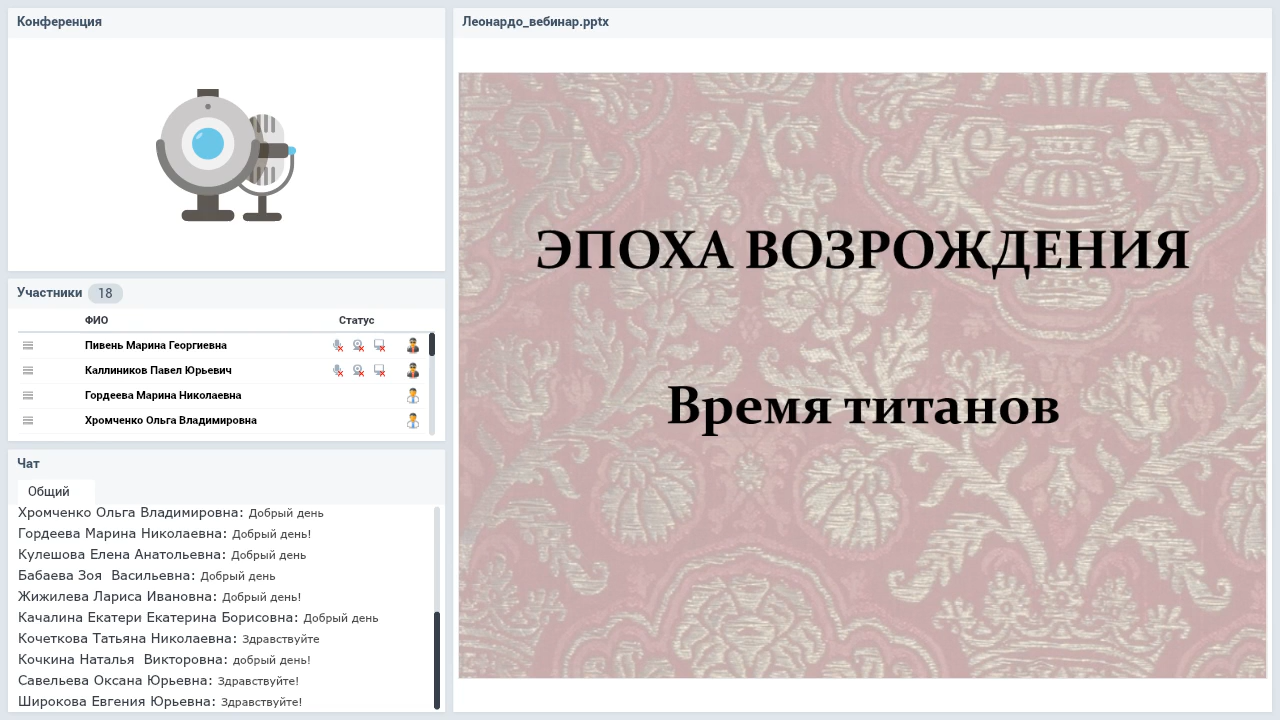 Конференция
Участники 18
ФИО Статус
Пивень Марина Георгиевна
Каллиников Павел Юрьевич
Гордеева Марина Николаевна
Хромченко Ольга Владимировна
Чат
Общий
Хромченко Ольга Владимировна: Добрый день
Гордеева Марина Николаевна: Добрый день!
Кулешова Елена Анатольевна: Добрый день
Бабаева Зоя  Васильевна: Добрый день
Жижилева Лариса Ивановна: Добрый день!
Качалина Екатери Екатерина Борисовна: Добрый день
Кочеткова Татьяна Николаевна: Здравствуйте
Кочкина Наталья  Викторовна: добрый день!
Савельева Оксана Юрьевна: Здравствуйте!
Широкова Евгения Юрьевна: Здравствуйте!
Леонардо_вебинар.pptx
ЭПОХА ВОЗРОЖДЕНИЯ
Время титанов